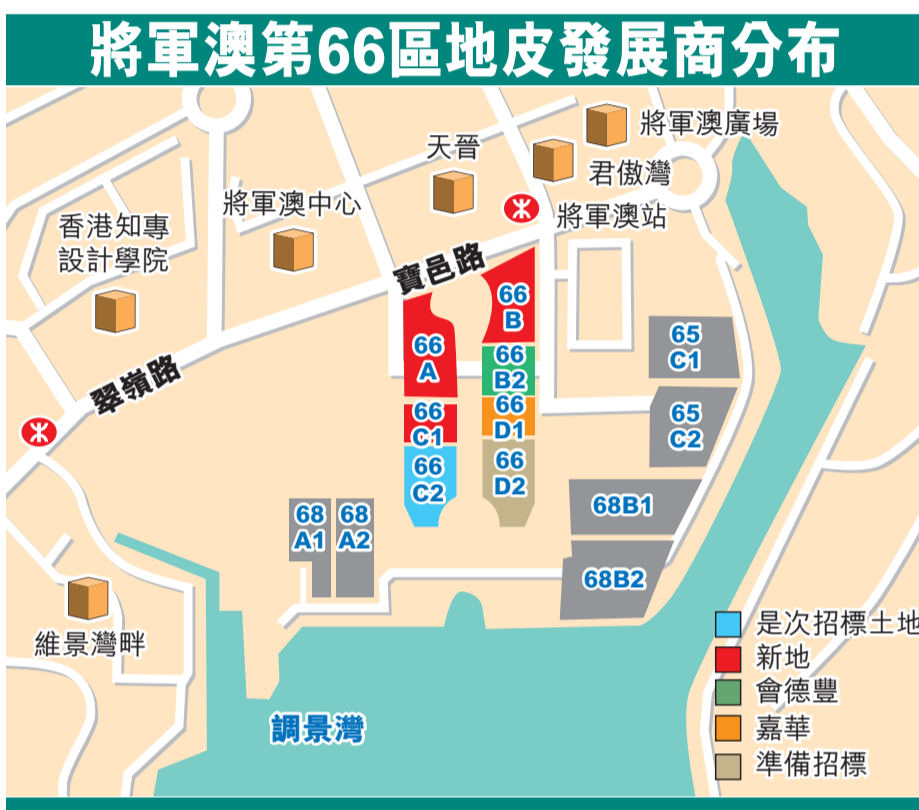 將軍澳第66區地皮發展商分布
將軍澳廣場
天晉
君傲灣
將軍澳中心
將軍澳站
香港知專
設計學院
寶邑路
66
B
66
A
66
B2
65
C1
翠嶺路
66
C1
66
D1
65
C2
66
C2
66
D2
68
A1
68
A2
68B1
68B2
維景灣畔
調景灣
是次招標土地
新地
會德豐
嘉華
準備招標